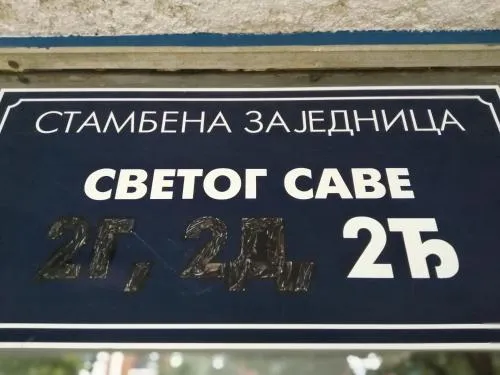 СТАМБЕНА ЗАЈЕДНИЦА
СВЕТОГ САВЕ
2Г, 2Д, 2Ђ